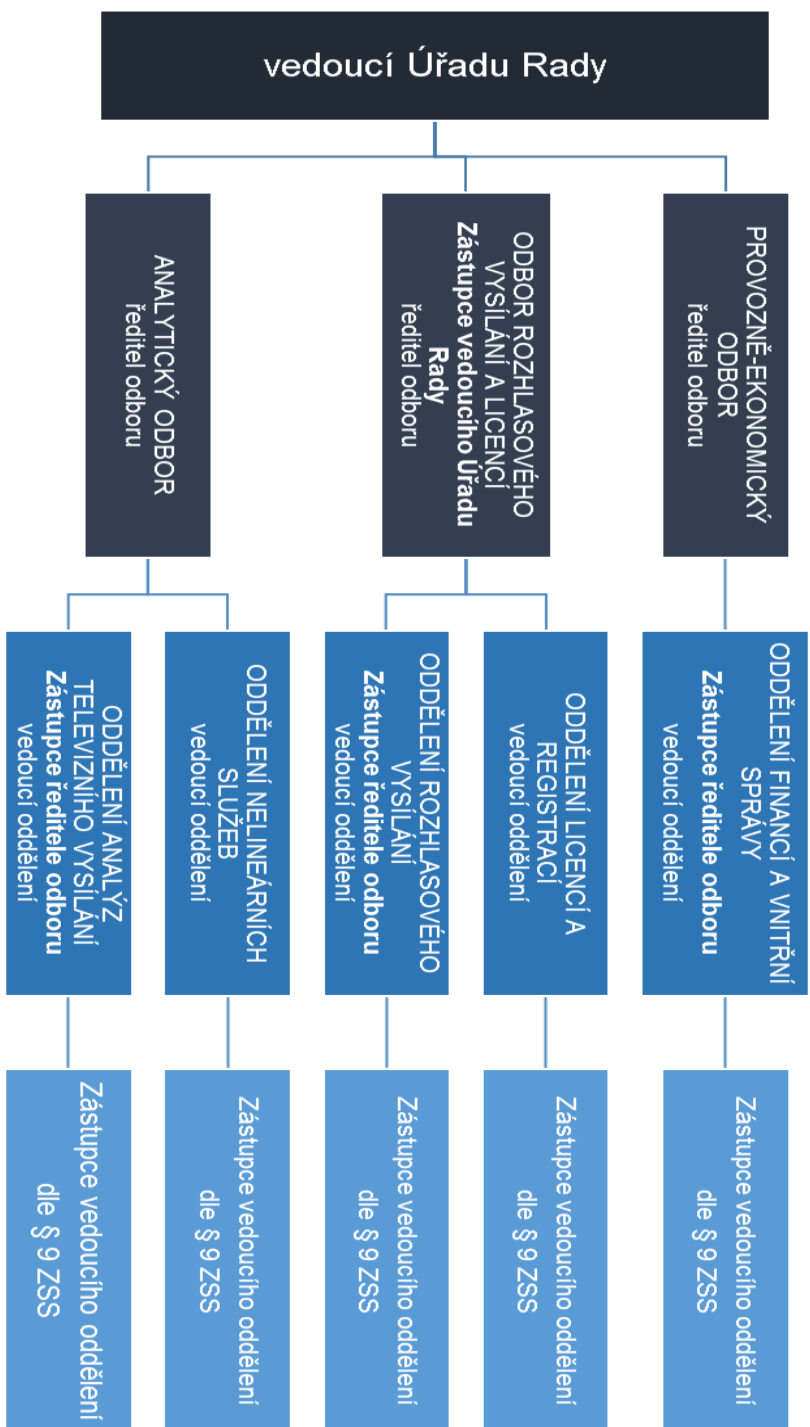 vedoucí Úřadu Rady
PROVOZNĚ-EKONOMICKÝ
ODBOR
ředitel odboru
ODBOR ROZHLASOVÉHO
VYSÍLÁNÍ A LICENCÍ
Zástupce vedoucího Úřadu
Rady
ředitel odboru
ANALYTICKÝ ODBOR
ředitel odboru
ODDĚLENÍ FINANCÍ A VNITŘNÍ
SPRÁVY
Zástupce ředitele odboru
vedoucí oddělení
ODDĚLENÍ LICENCÍ A
REGISTRACÍ
vedoucí oddělení
ODDĚLENÍ ROZHLASOVÉHO
VYSÍLÁNÍ
Zástupce ředitele odboru
vedoucí oddělení
ODDĚLENÍ NELINEÁRNÍCH
SLUŽEB
vedoucí oddělení
ODDĚLENÍ ANALÝZ
TELEVIZNÍHO VYSÍLÁNÍ
Zástupce ředitele odboru
vedoucí oddělení
Zástupce vedoucího oddělení
dle § 9 ZSS
Zástupce vedoucího oddělení
dle § 9 ZSS
Zástupce vedoucího oddělení
dle § 9 ZSS
Zástupce vedoucího oddělení
dle § 9 ZSS
Zástupce vedoucího oddělení
dle § 9 ZSS